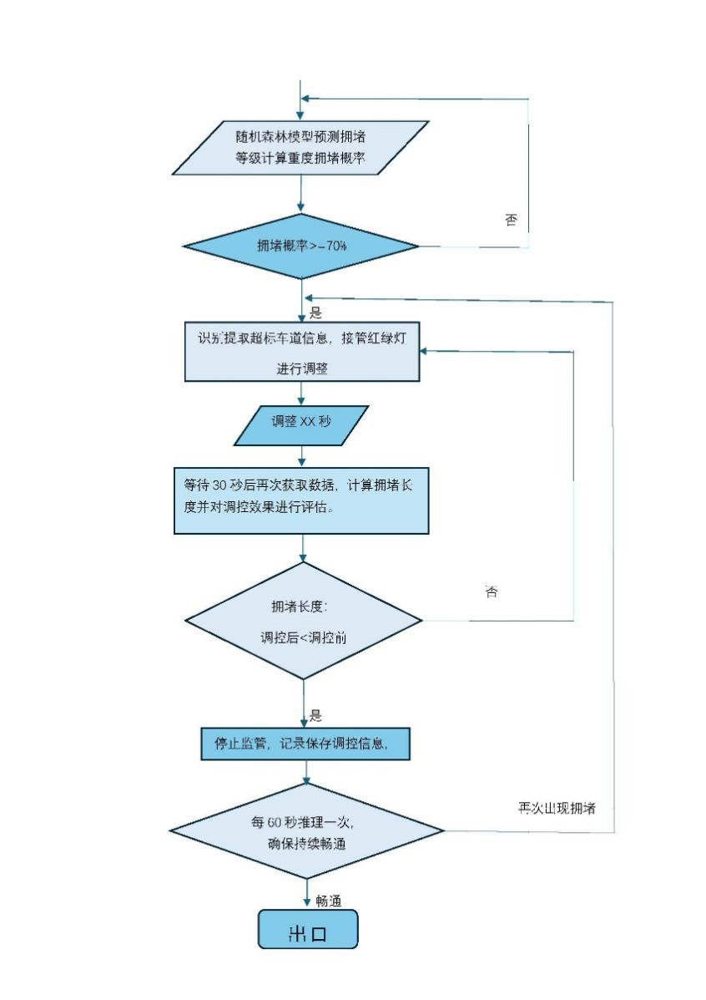 随机森林模型预测拥堵
等级计算重度拥堵概率
否
拥堵概率>-70%
是
识别提取超标车道信息，接管红绿灯
进行调整
调整 XX 秒
等待 30 秒后再次获取数据，计算拥堵长
度并对调控效果进行评估。
否
拥堵长度：
调控后<调控前
是
停止监管，记录保存调控信息，
再次出现拥堵
每 60 秒推理一次，
确保持续畅通
畅通
出口